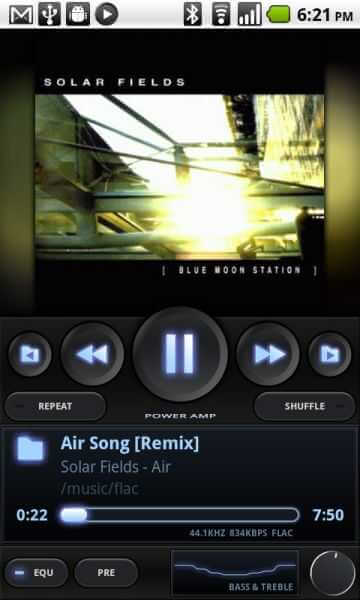 6:21 PM
SOLAR FIELDS
[ BLUE MOON STATION ]
REPEAT
SHUFFLE
POWER AMP
Air Song [Remix]
Solar Fields - Air
/music/flac
0:22
7:50
44.1KHZ 834KBPS FLAC
EQU
PRE
BASS & TREBLE